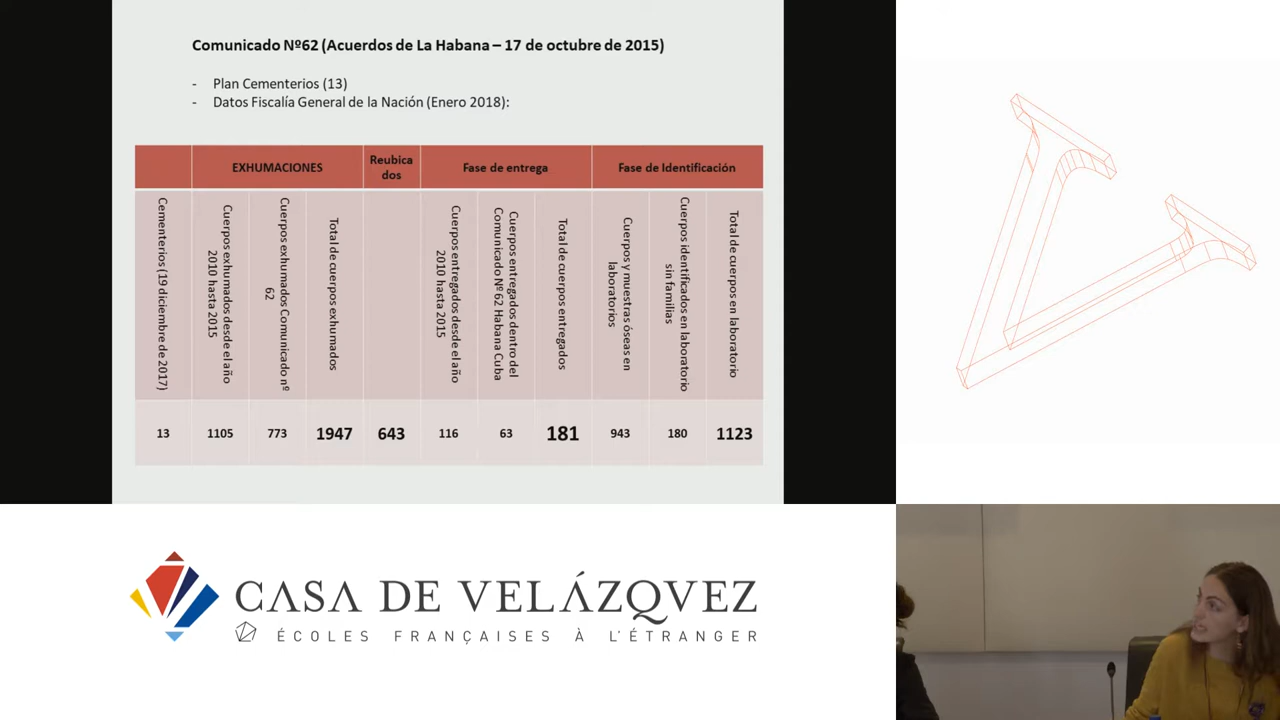 Comunicado Nº62 (Acuerdos de La Habana – 17 de octubre de 2015)
- Plan Cementerios (13)
- Datos Fiscalía General de la Nación (Enero 2018):
EXHUMACIONES
Reubica
dos
Fase de entrega
Fase de Identificación
Cementerios (19 diciembre de 2017)
Cuerpos exhumados desde el año
2010 hasta 2015
Cuerpos exhumados Comunicado nº
62
Total de cuerpos exhumados
Cuerpos entregados desde el año
2010 hasta 2015
Cuerpos entregados dentro del
Comunicado Nº 62 Habana Cuba
Total de cuerpos entregados
Cuerpos y muestras óseas en
laboratorios
Cuerpos identificados en laboratorio
sin familias
Total de cuerpos en laboratorio
13 1105 773 1947 643 116 63 181 943 180 1123
CASA DE VELÁZQVEZ
ÉCOLES FRANÇAISES À L'ÉTRANGER